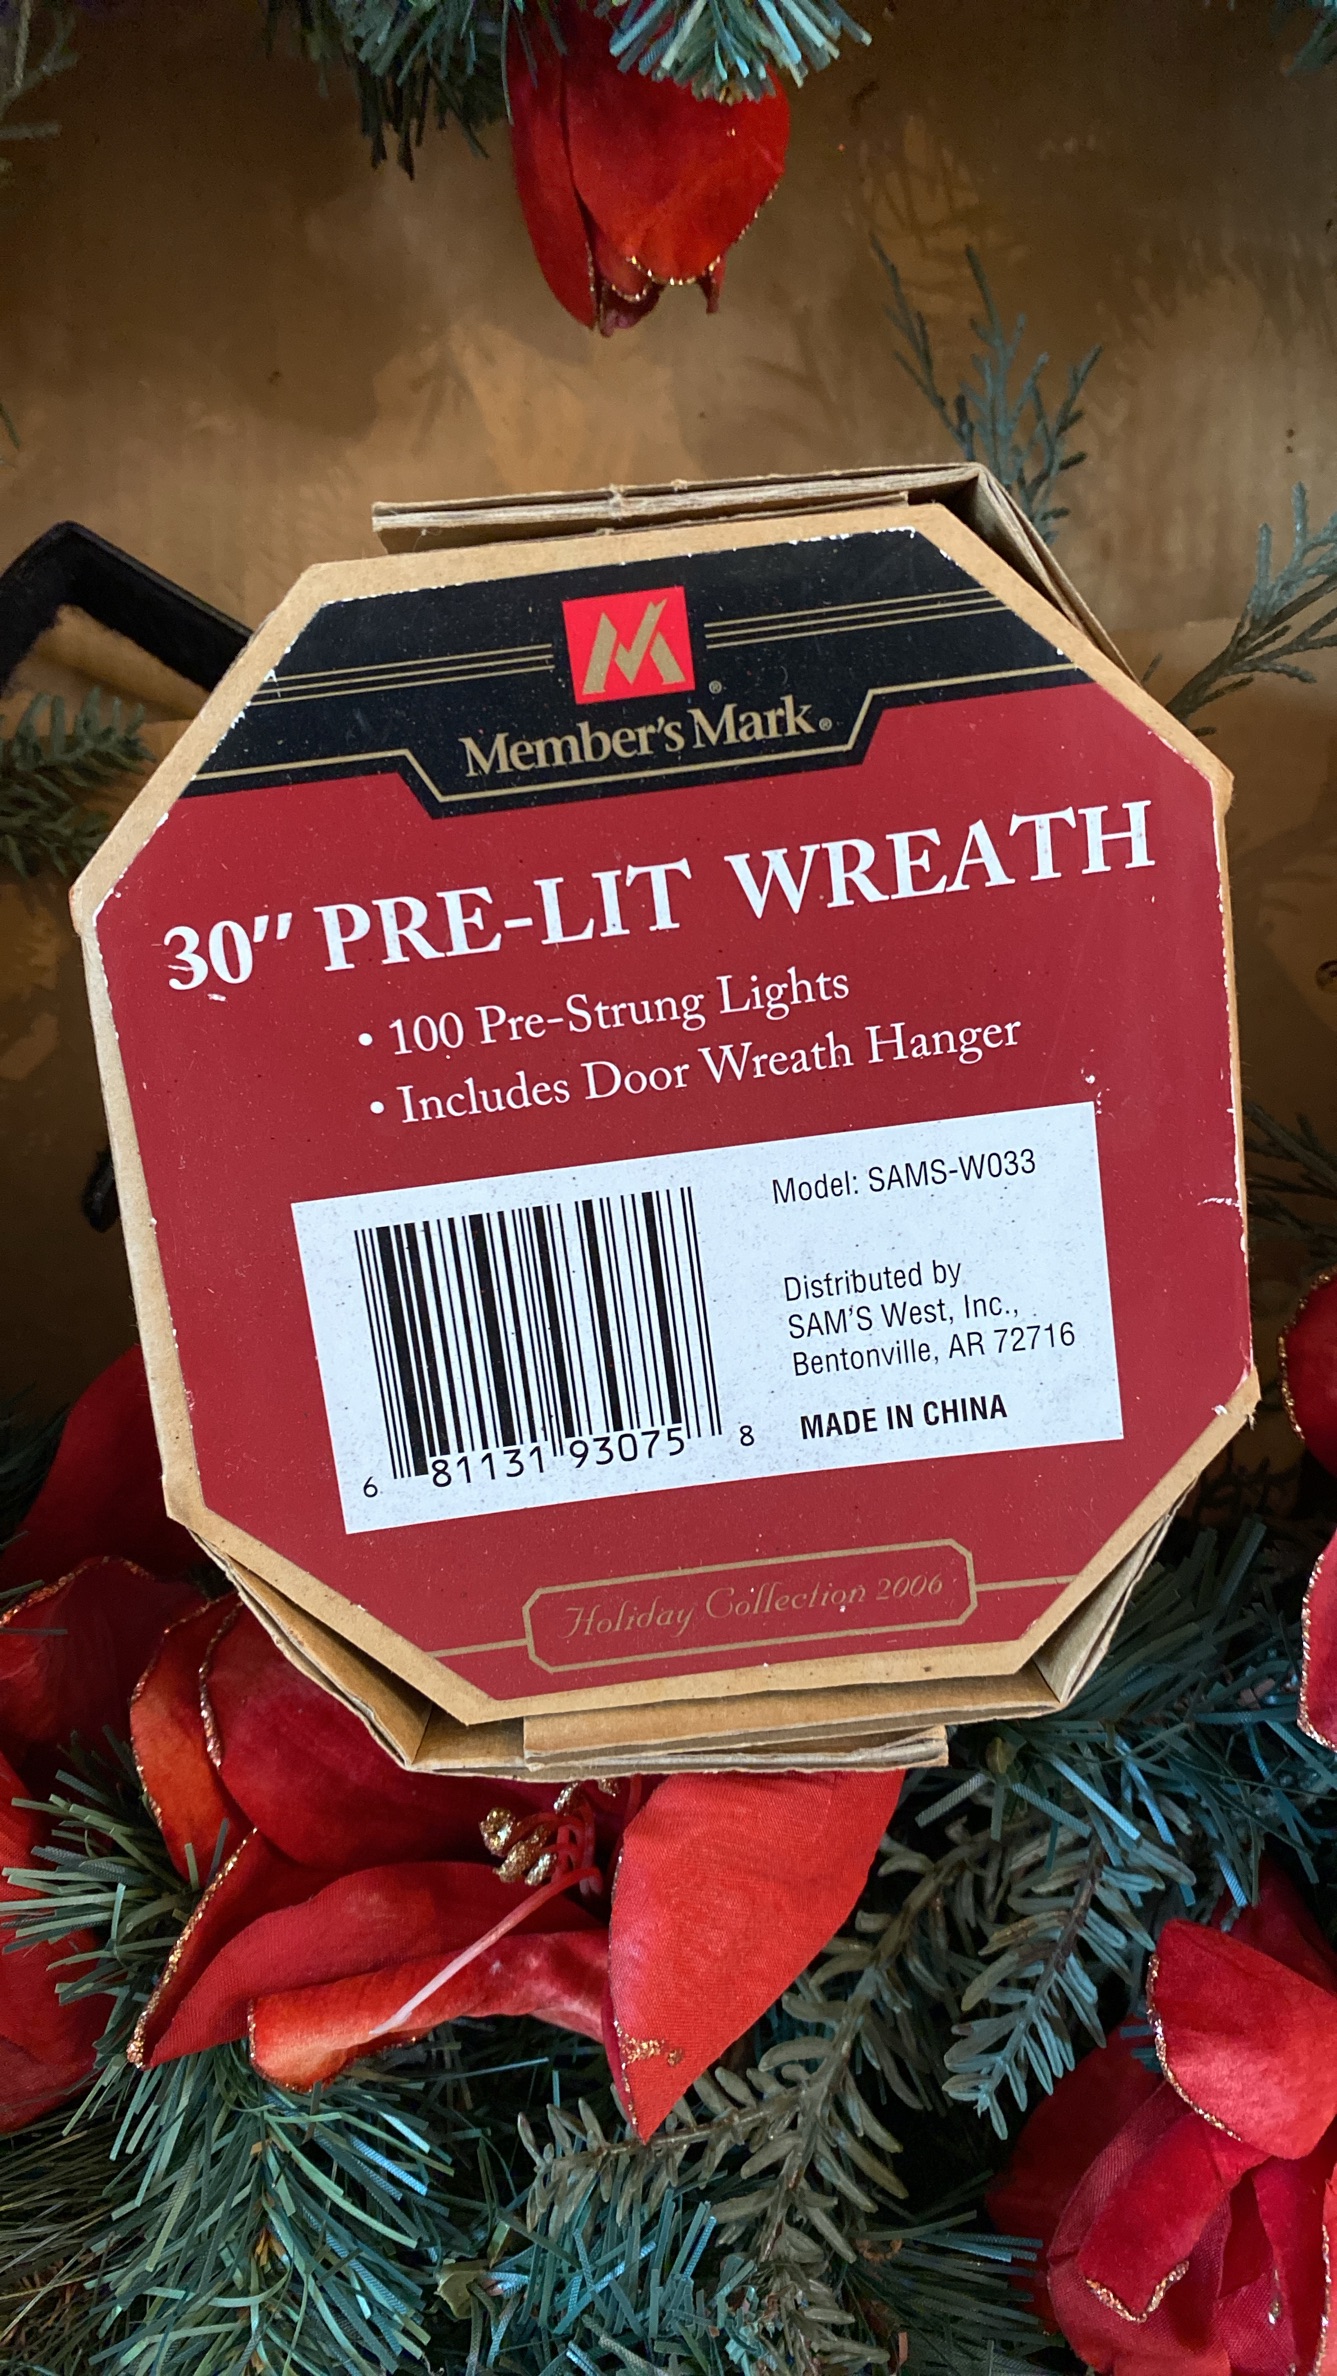 Member's Mark®
30" PRE-LIT WREATH
• 100 Pre-Strung Lights
• Includes Door Wreath Hanger
Model: SAMS-W033
Distributed by
SAM'S West, Inc.,
Bentonville, AR 72716
MADE IN CHINA
6 81131 93075 8
Holiday Collection 2006